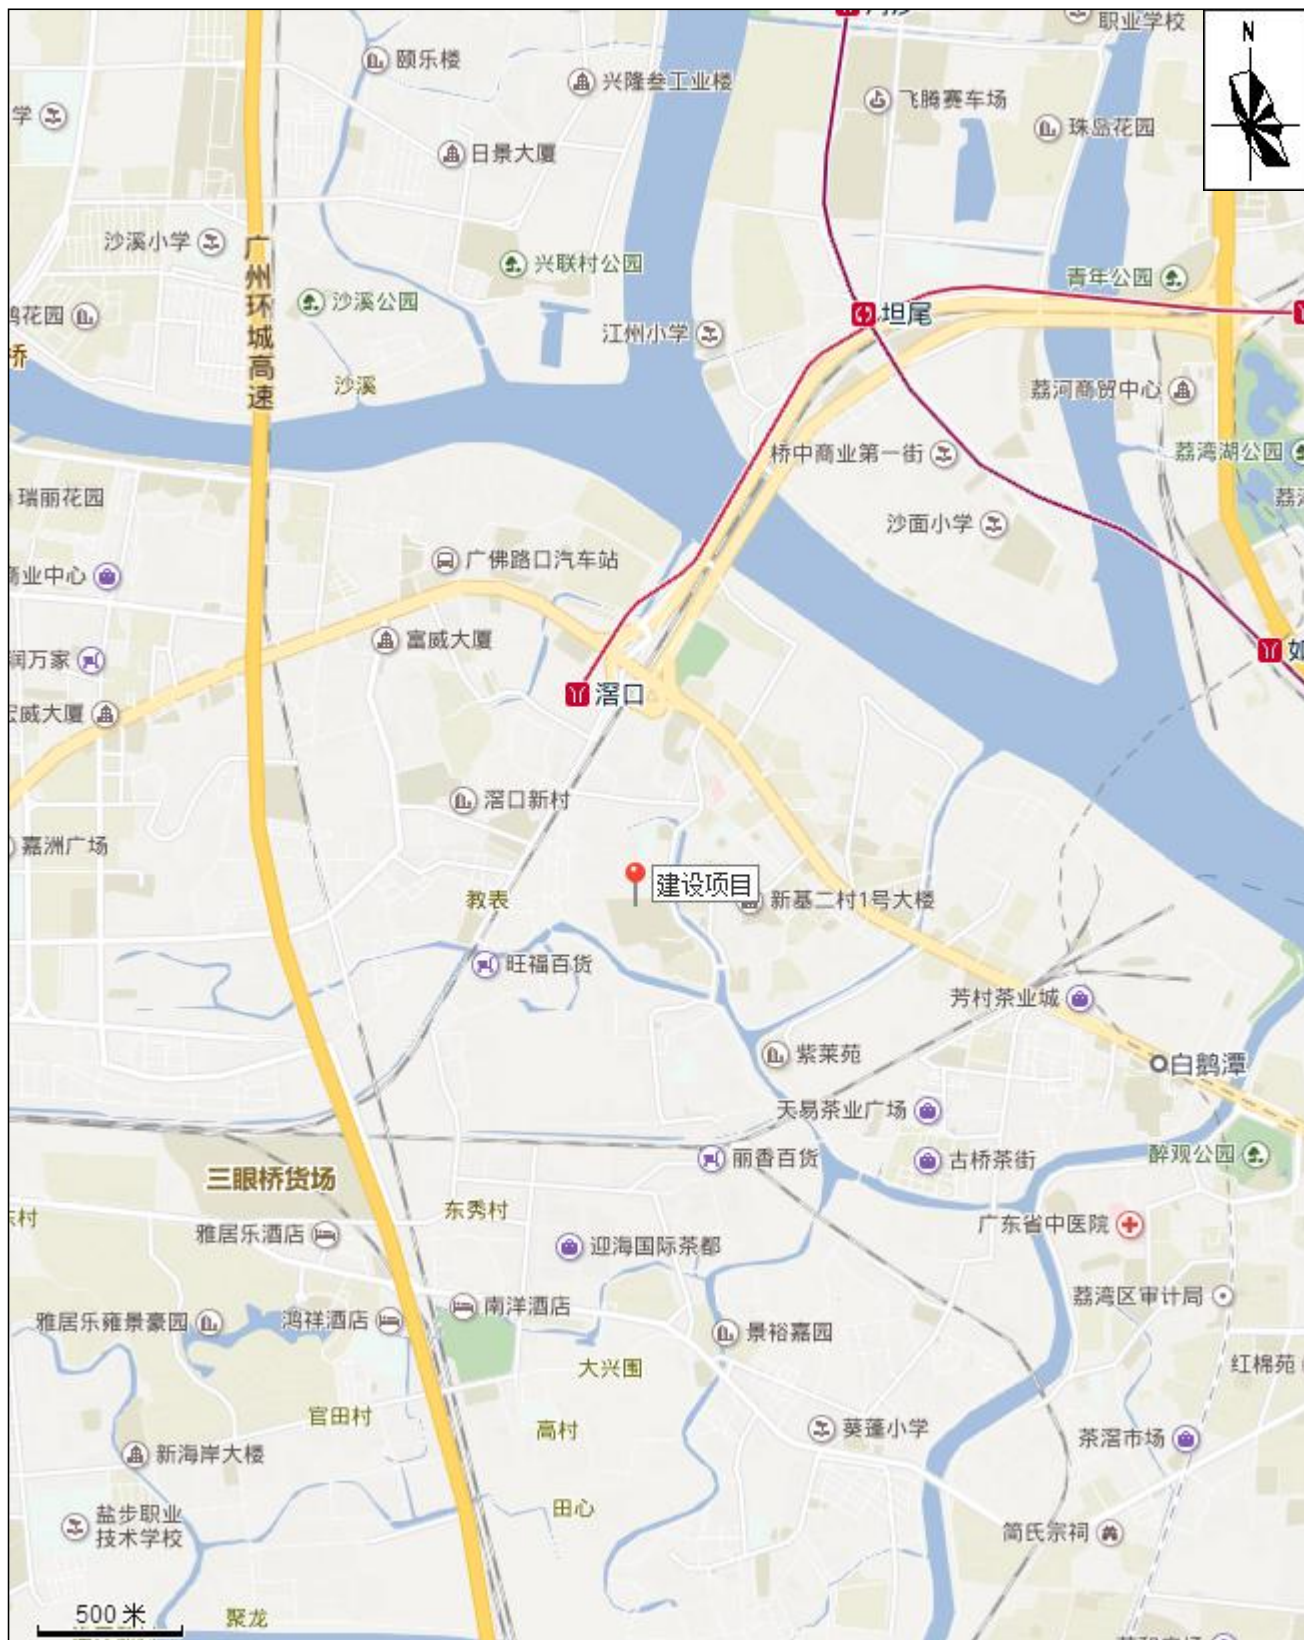 职业学校
N
颐乐楼
兴隆叁工业楼
飞腾赛车场
学
珠岛花园
日景大厦
沙溪小学
广州环城高速
兴联村公园
青年公园
沙溪公园
花园
坦尾
江州小学
桥
沙溪
荔河商贸中心
桥中商业第一街
荔湾湖公园
瑞丽花园
荔湾
沙面小学
广佛路口汽车站
商业中心
富威大厦
润万家
如
滘口
宏威大厦
滘口新村
嘉洲广场
建设项目
教表
新基二村1号大楼
旺福百货
芳村茶业城
紫莱苑
白鹅潭
天易茶业广场
丽香百货
古桥茶街
醉观公园
三眼桥货场
东村
东秀村
广东省中医院
雅居乐酒店
迎海国际茶都
荔湾区审计局
南洋酒店
雅居乐雍景豪园
鸿祥酒店
景裕嘉园
红棉苑
大兴围
官田村
高村
葵蓬小学
茶滘市场
新海岸大楼
田心
盐步职业
技术学校
简氏宗祠
500 米
聚龙